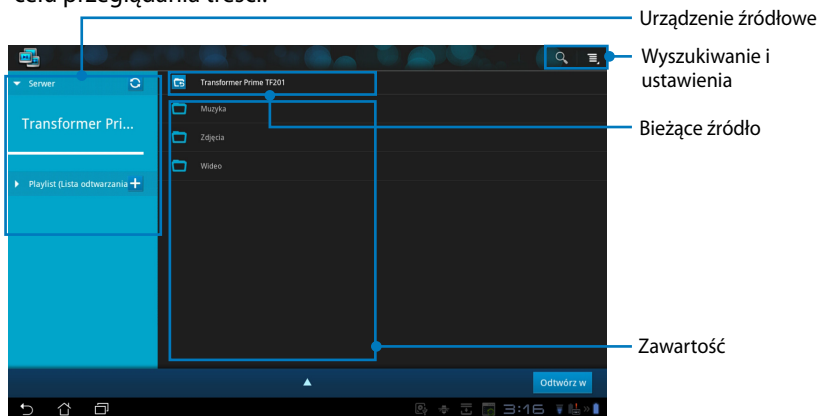 celu przeglądania treści.
Urządzenie źródłowe
Wyszukiwanie i
ustawienia
Bieżące źródło
Zawartość
Serwer
Transformer Pri...
Playlist (Lista odtwarzania
Transformer Prime TF201
Muzyka
Zdjęcia
Wideo
Odtwórz w
3:16